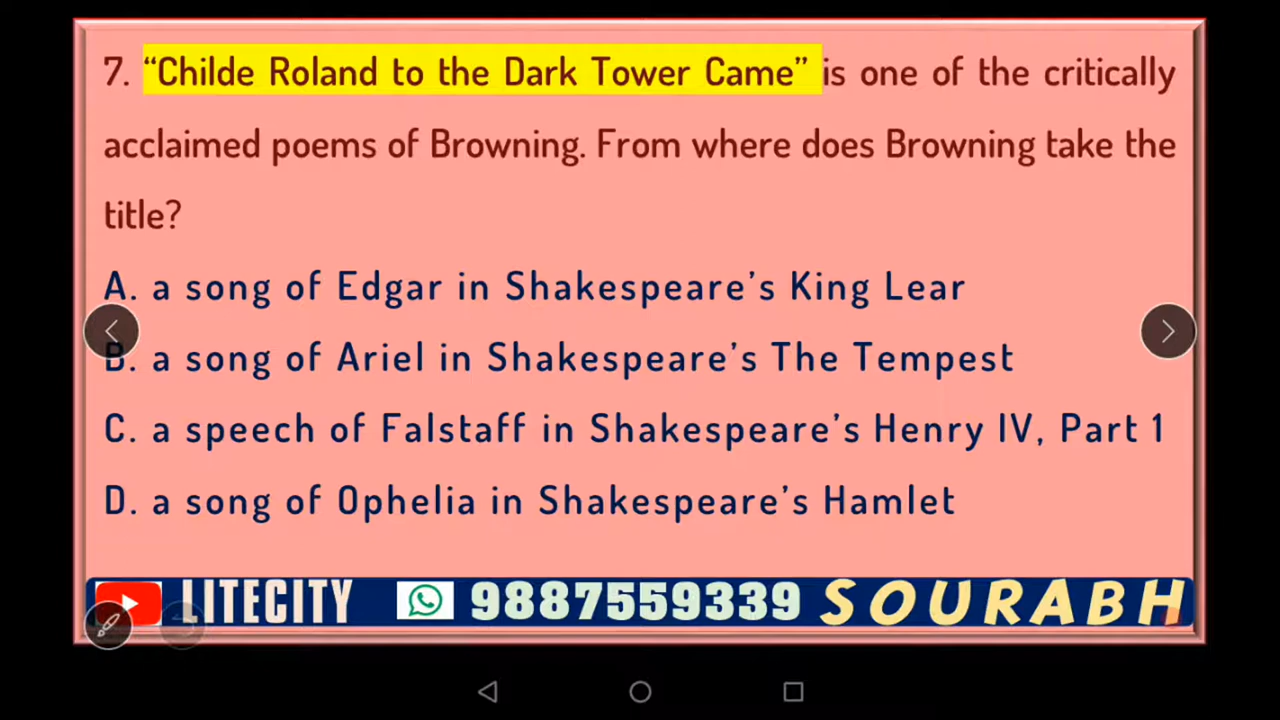 7. “Childe Roland to the Dark Tower Came” is one of the critically
acclaimed poems of Browning. From where does Browning take the
title?
A. a song of Edgar in Shakespeare’s King Lear
B. a song of Ariel in Shakespeare’s The Tempest
C. a speech of Falstaff in Shakespeare’s Henry IV, Part 1
D. a song of Ophelia in Shakespeare’s Hamlet
LITECITY 9887559339 SOURABH